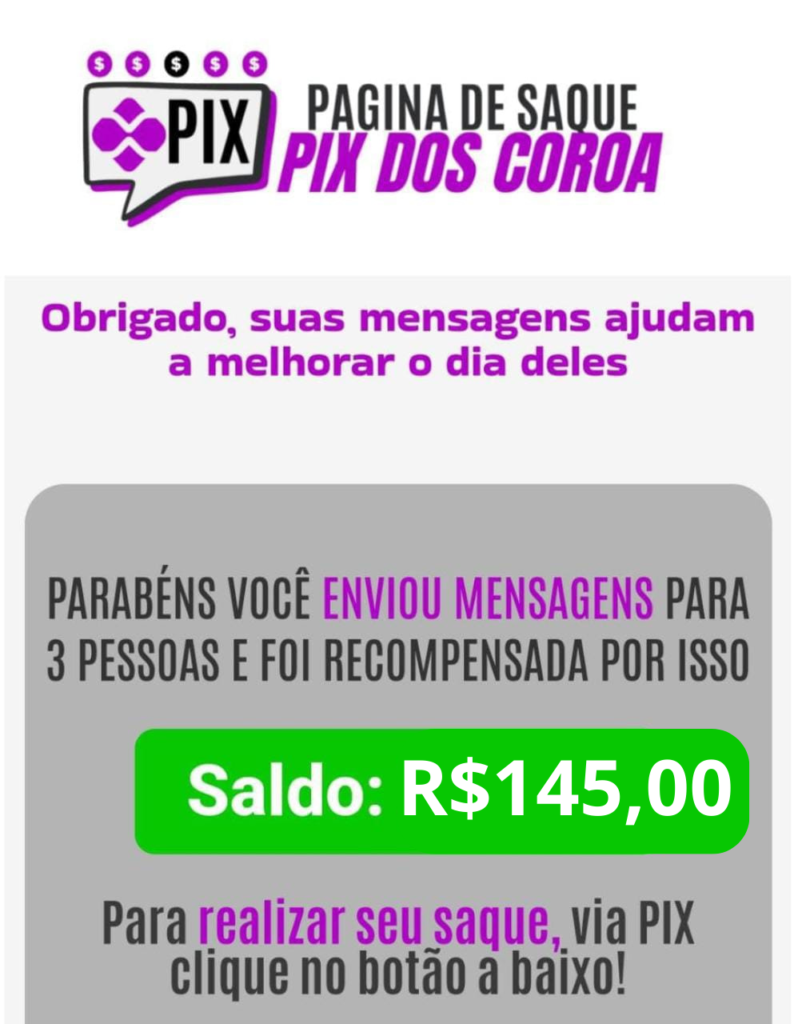 $ $ $ $ $
PIX
PAGINA DE SAQUE
PIX DOS COROA
Obrigado, suas mensagens ajudam
a melhorar o dia deles
PARABÉNS VOCÊ ENVIOU MENSAGENS PARA
3 PESSOAS E FOI RECOMPENSADA POR ISSO
Saldo: R$145,00
Para realizar seu saque, via PIX
clique no botão a baixo!